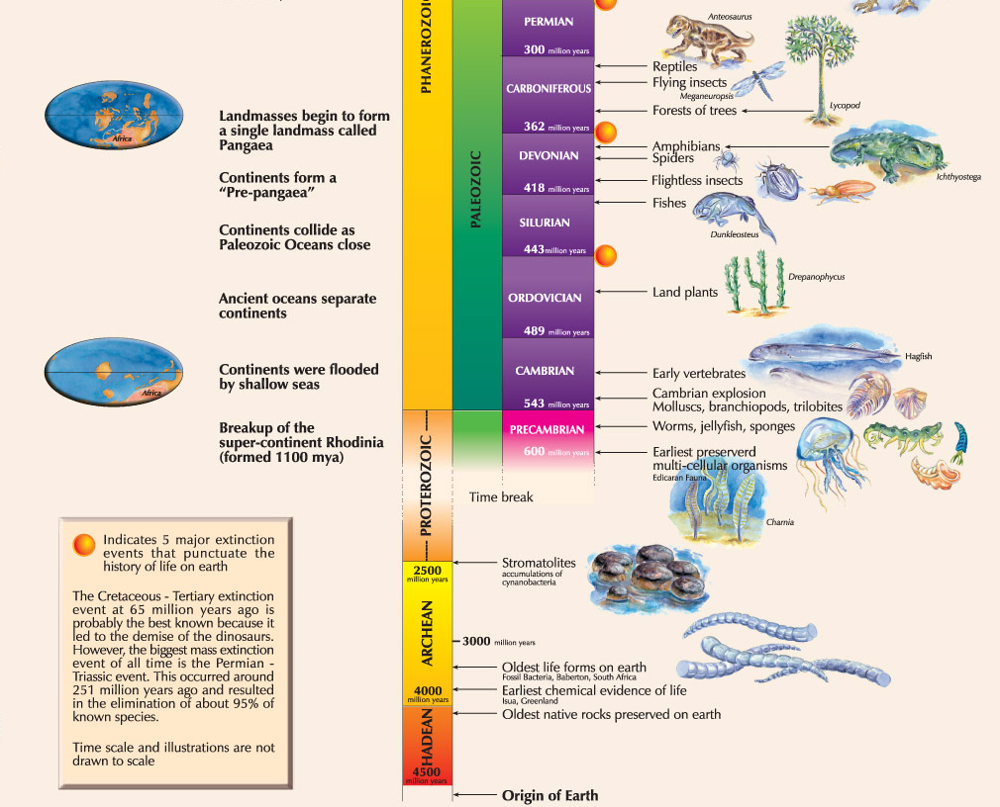 Africa
Landmasses begin to form
a single landmass called
Pangaea
Continents form a
“Pre-pangaea”
Continents collide as
Paleozoic Oceans close
Ancient oceans separate
continents
Continents were flooded
by shallow seas
Africa
Breakup of the
super-continent Rhodinia
(formed 1100 mya)
Indicates 5 major extinction
events that punctuate the
history of life on earth
The Cretaceous - Tertiary extinction
event at 65 million years ago is
probably the best known because it
led to the demise of the dinosaurs.
However, the biggest mass extinction
event of all time is the Permian -
Triassic event. This occurred around
251 million years ago and resulted
in the elimination of about 95% of
known species.
Time scale and illustrations are not
drawn to scale
PHANEROZOIC
PROTEROZOIC
2500
million years
ARCHEAN
4000
million years
HADEAN
4500
million years
PALEOZOIC
PERMIAN
300 million years
CARBONIFEROUS
362 million years
DEVONIAN
418 million years
SILURIAN
443 million years
ORDOVICIAN
489 million years
CAMBRIAN
543 million years
PRECAMBRIAN
600 million years
Time break
Anteosaurus
Reptiles
Flying insects
Meganeuropsis
Forests of trees
Lycopod
Amphibians
Spiders
Ichthyostega
Flightless insects
Fishes
Dunkleosteus
Land plants
Drepanophycus
Hagfish
Early vertebrates
Cambrian explosion
Molluscs, branchiopods, trilobites
Worms, jellyfish, sponges
Earliest preserverd
multi-cellular organisms
Edicaran Fauna
Charnia
Stromatolites
accumulations of
cynanobacteria
3000 million years
Oldest life forms on earth
Fossil Bacteria, Baberton, South Africa
Earliest chemical evidence of life
Isua, Greenland
Oldest native rocks preserved on earth
Origin of Earth